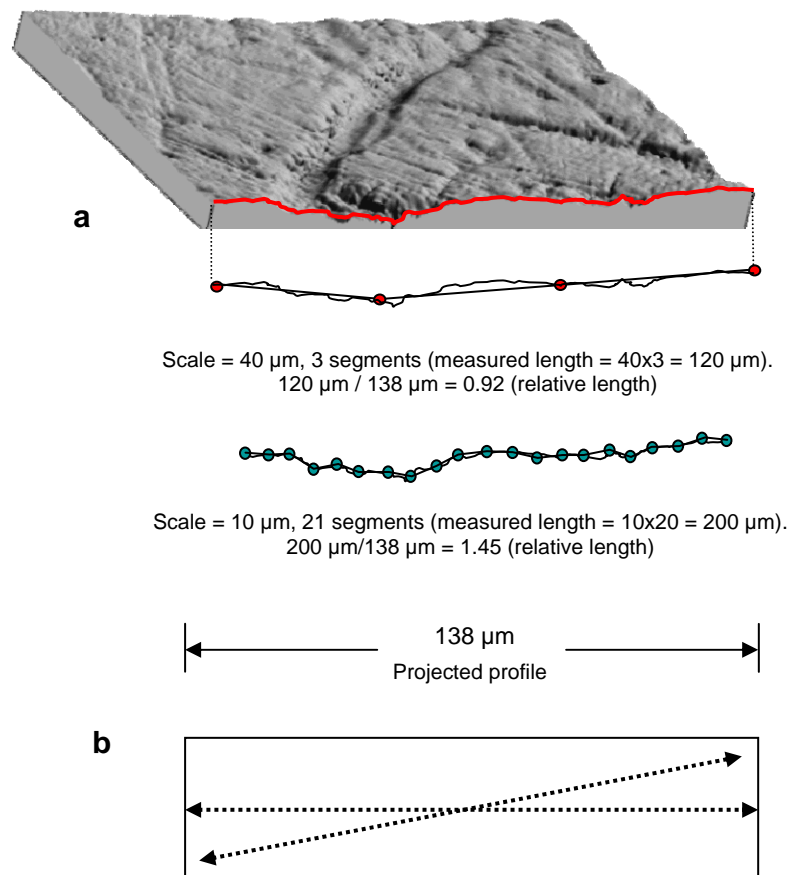 a
Scale = 40 µm, 3 segments (measured length = 40x3 = 120 µm).
120 µm / 138 µm = 0.92 (relative length)
Scale = 10 µm, 21 segments (measured length = 10x20 = 200 µm).
200 µm/138 µm = 1.45 (relative length)
138 µm
Projected profile
b